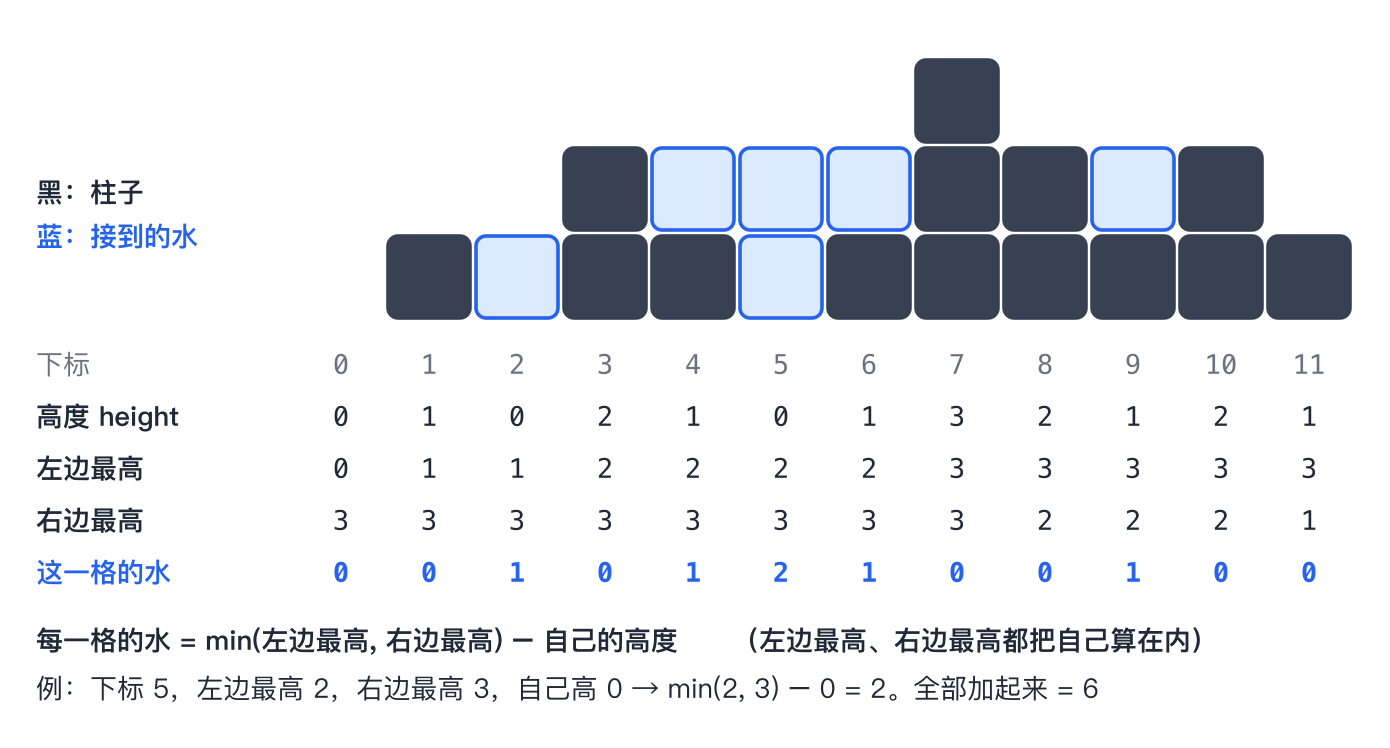 黑：柱子
蓝：接到的水
下标 0 1 2 3 4 5 6 7 8 9 10 11
高度 height 0 1 0 2 1 0 1 3 2 1 2 1
左边最高 0 1 1 2 2 2 2 3 3 3 3 3
右边最高 3 3 3 3 3 3 3 3 2 2 2 1
这一格的水 0 0 1 0 1 2 1 0 0 1 0 0
每一格的水 = min(左边最高, 右边最高) − 自己的高度 （左边最高、右边最高都把自己算在内）
例：下标 5，左边最高 2，右边最高 3，自己高 0 → min(2, 3) − 0 = 2。全部加起来 = 6